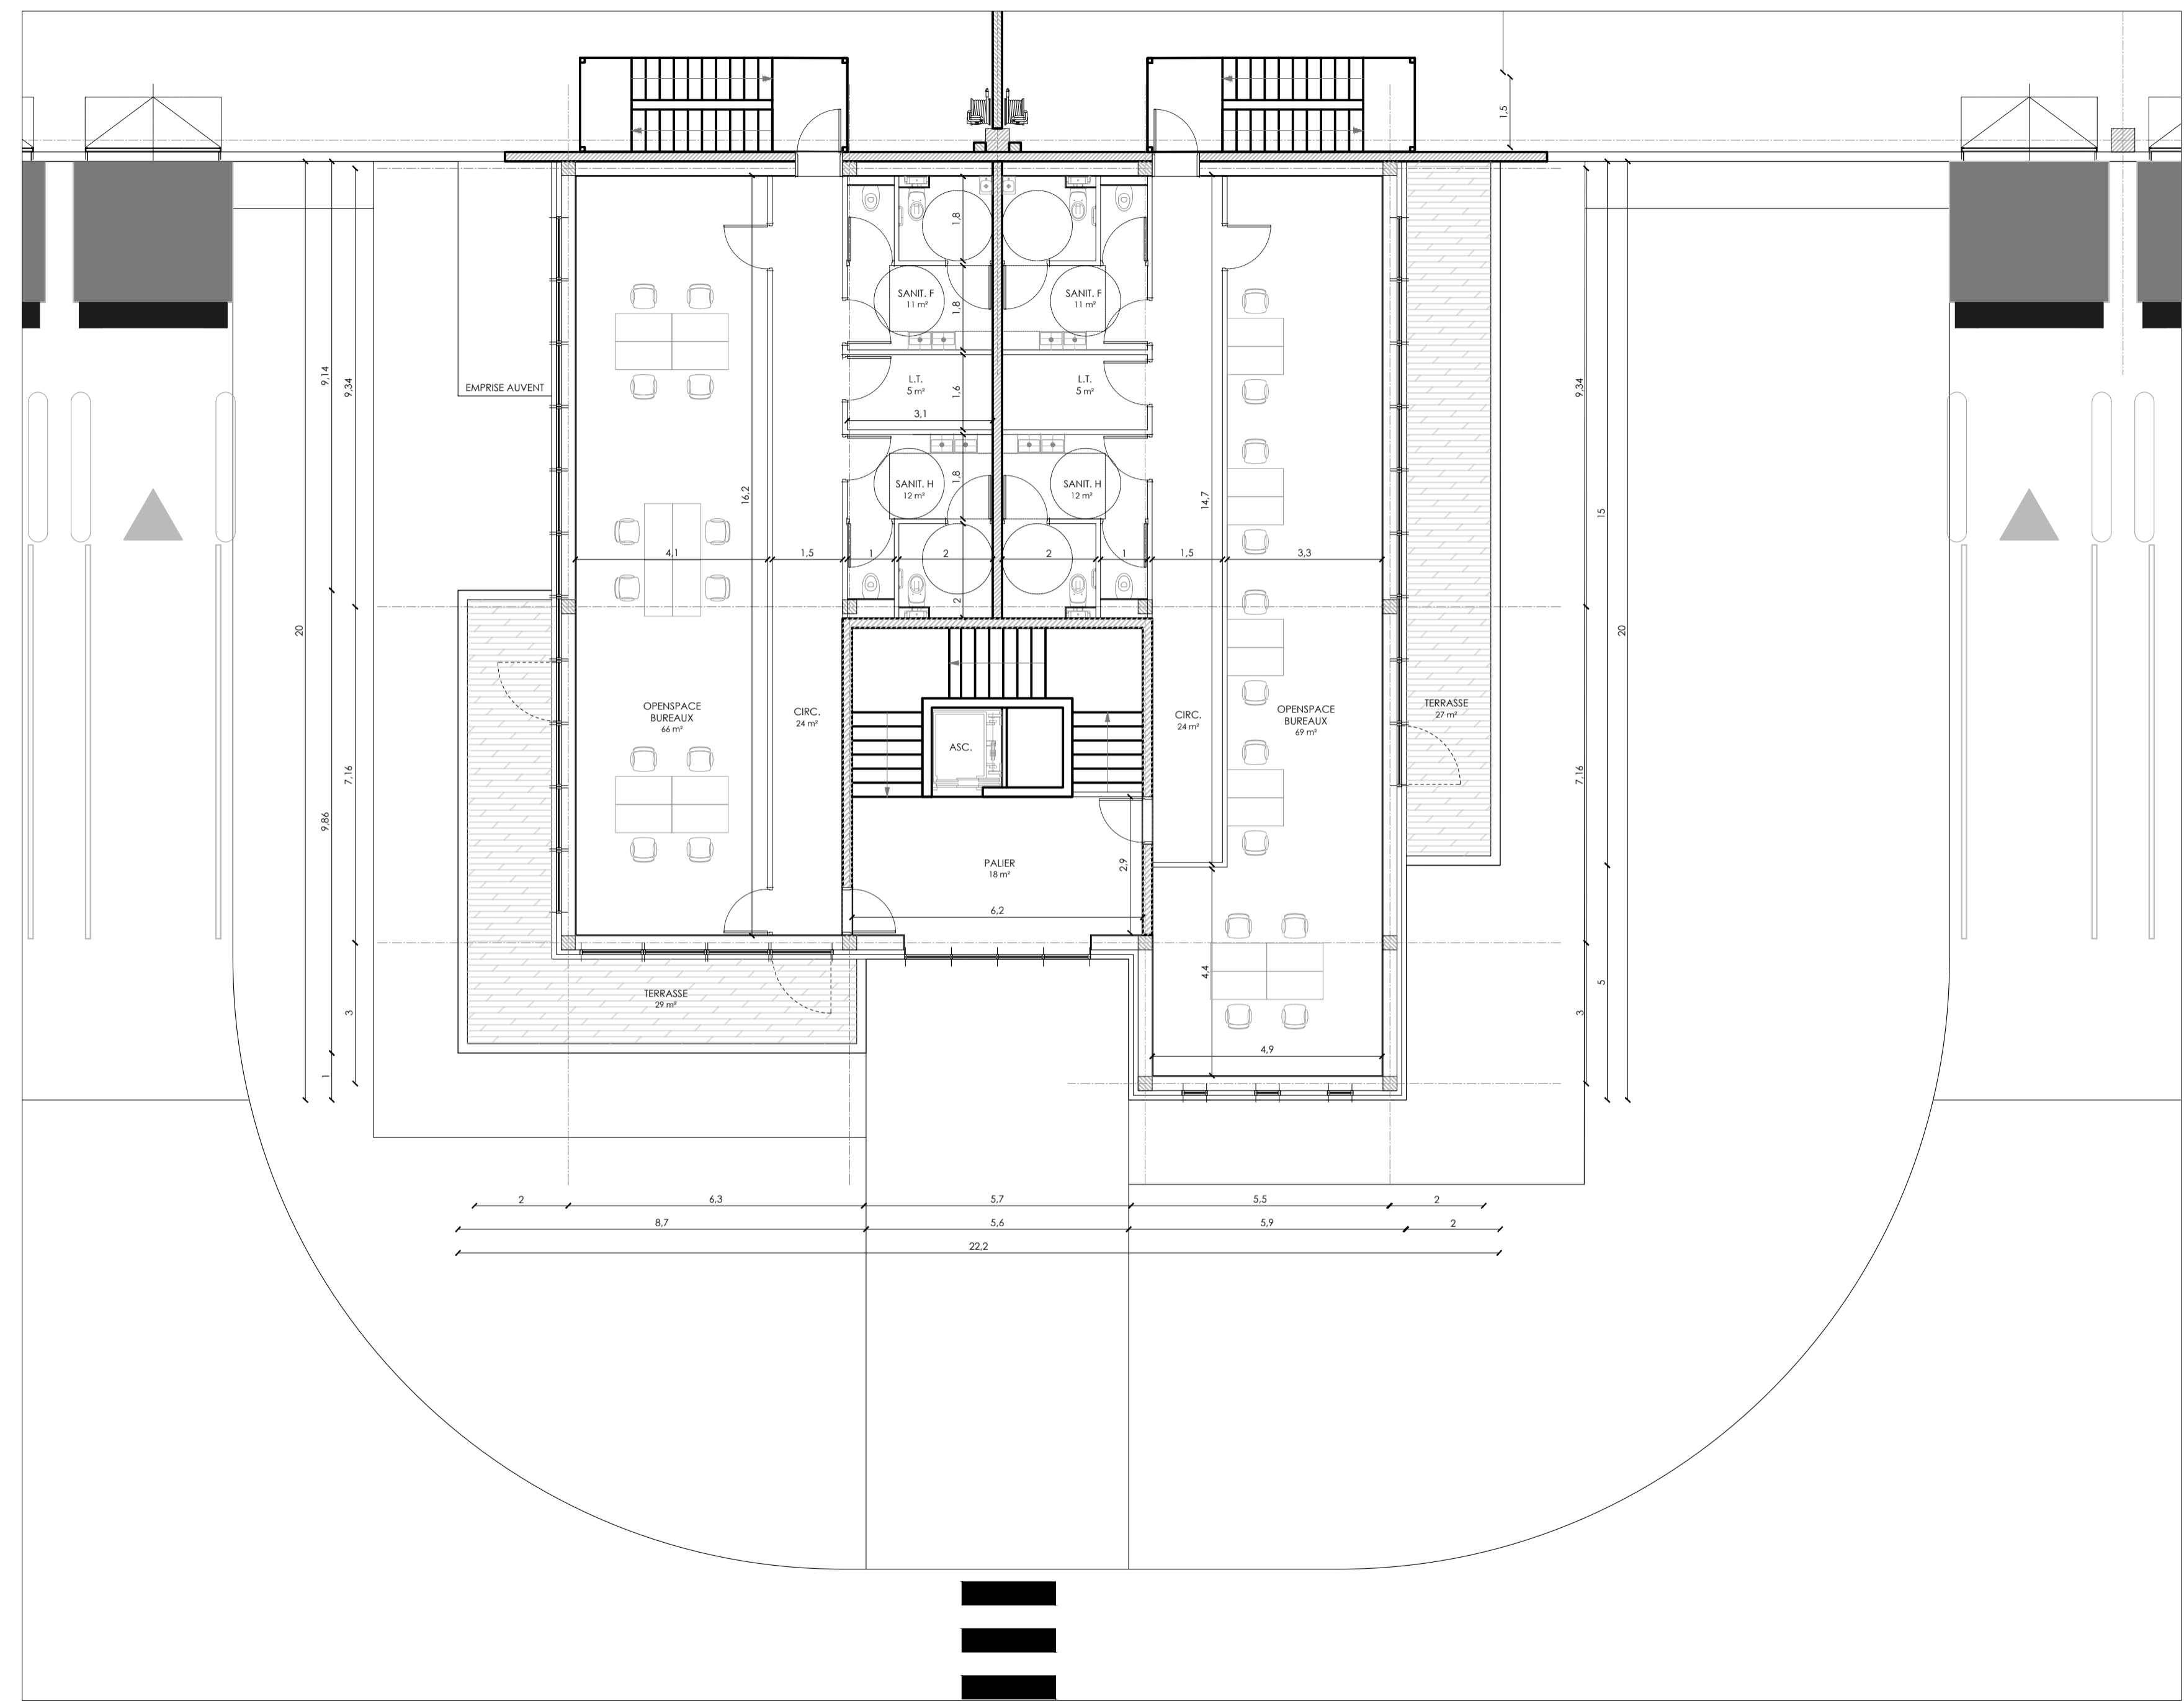 1,5
1,8
1,8
SANIT. F
11 m²
SANIT. F
11 m²
9,14
9,34
EMPRISE AUVENT
L.T.
5 m²
1,6
L.T.
5 m²
9,34
3,1
16,2
SANIT. H
12 m²
1,8
SANIT. H
12 m²
14,7
15
4,1
1,5
1
2
2
1
1,5
3,3
2
20
20
OPENSPACE
BUREAUX
66 m²
CIRC.
24 m²
ASC.
CIRC.
24 m²
OPENSPACE
BUREAUX
69 m²
TERRASSE
27 m²
9,86
7,16
7,16
PALIER
18 m²
2,9
6,2
4,4
5
TERRASSE
29 m²
3
3
4,9
1
2
6,3
5,7
5,5
2
8,7
5,6
5,9
2
22,2